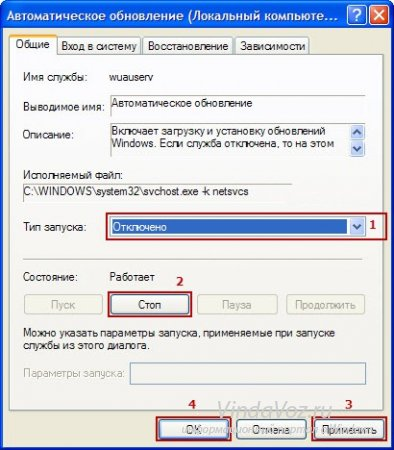 Автоматическое обновление (Локальный компьюте...
Общие Вход в систему Восстановление Зависимости
Имя службы: wuauserv
Выводимое имя: Автоматическое обновление
Описание: Включает загрузку и установку обновлений
Windows. Если служба отключена, то на этом
Исполняемый файл:
C:\WINDOWS\system32\svchost.exe -k netsvcs
Тип запуска: Отключено 1
Состояние: Работает 2
Пуск Стоп Пауза Продолжить
Можно указать параметры запуска, применяемые при запуске
службы из этого диалога.
Параметры запуска:
VindaVoz.ru
4 3
OK Отмена Применить